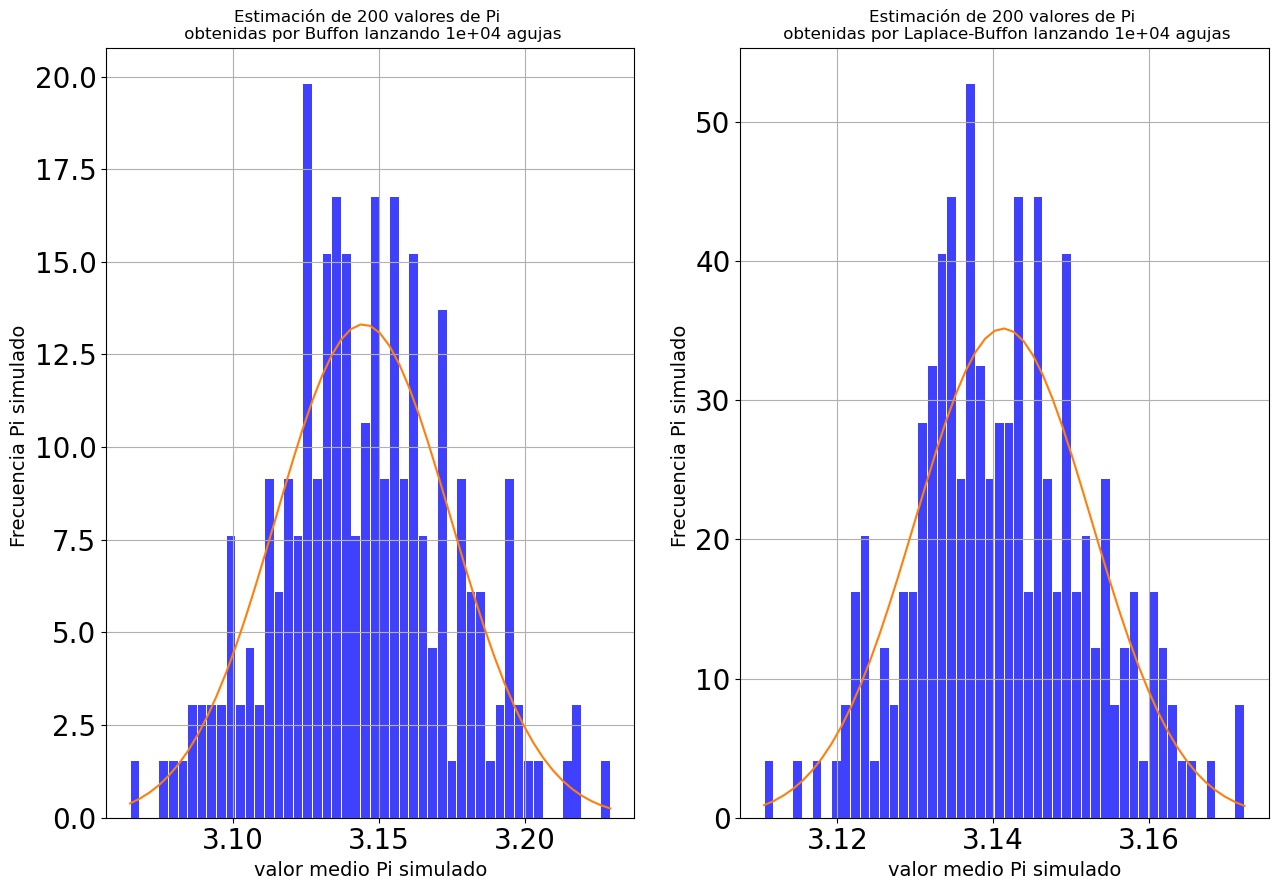 Estimación de 200 valores de Pi
obtenidas por Buffon lanzando 1e+04 agujas
20.0
17.5
15.0
12.5
10.0
7.5
5.0
2.5
0.0
Frecuencia Pi simulado
3.10
3.15
3.20
valor medio Pi simulado
Estimación de 200 valores de Pi
obtenidas por Laplace-Buffon lanzando 1e+04 agujas
50
40
30
20
10
0
Frecuencia Pi simulado
3.12
3.14
3.16
valor medio Pi simulado